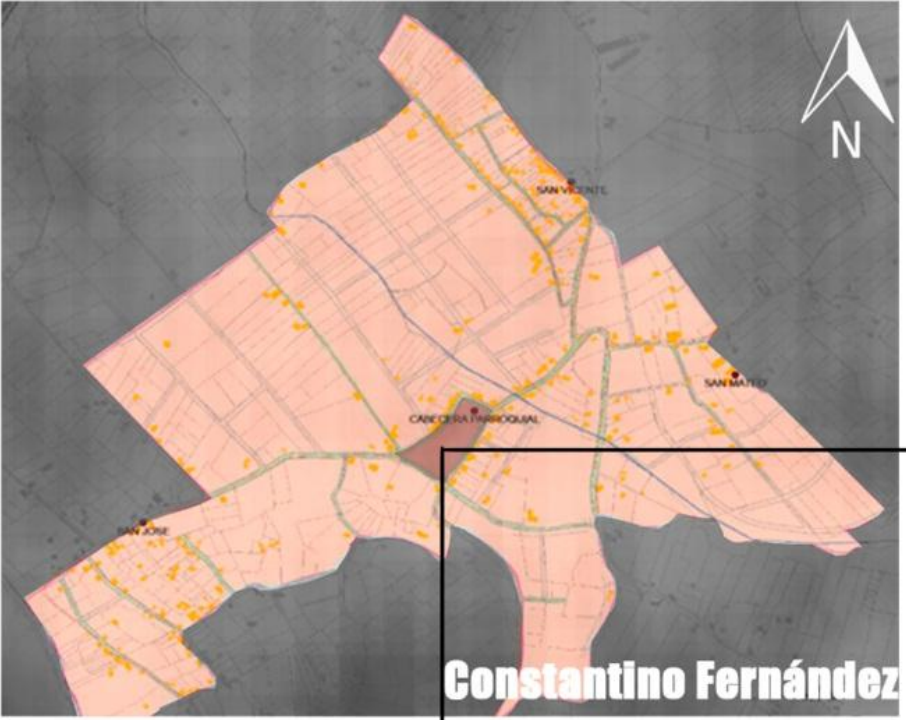 N
SAN VICENTE
SAN MATEO
CABECERA PARROQUIAL
SAN JOSE
Constantino Fernández